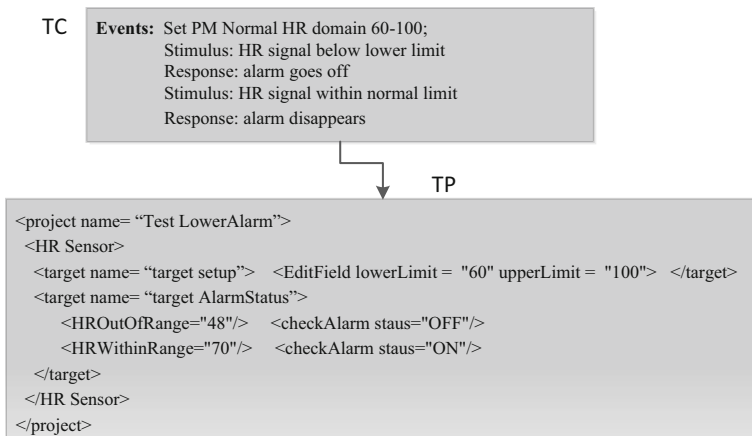 TC
Events: Set PM Normal HR domain 60-100;
Stimulus: HR signal below lower limit
Response: alarm goes off
Stimulus: HR signal within normal limit
Response: alarm disappears
TP
<project name= “Test LowerAlarm”>
<HR Sensor>
<target name= “target setup”> <EditField lowerLimit = "60" upperLimit = "100"> </target>
<target name= “target AlarmStatus”>
<HROutOfRange="48"/> <checkAlarm staus="OFF"/>
<HRWithinRange="70"/> <checkAlarm staus="ON"/>
</target>
</HR Sensor>
</project>